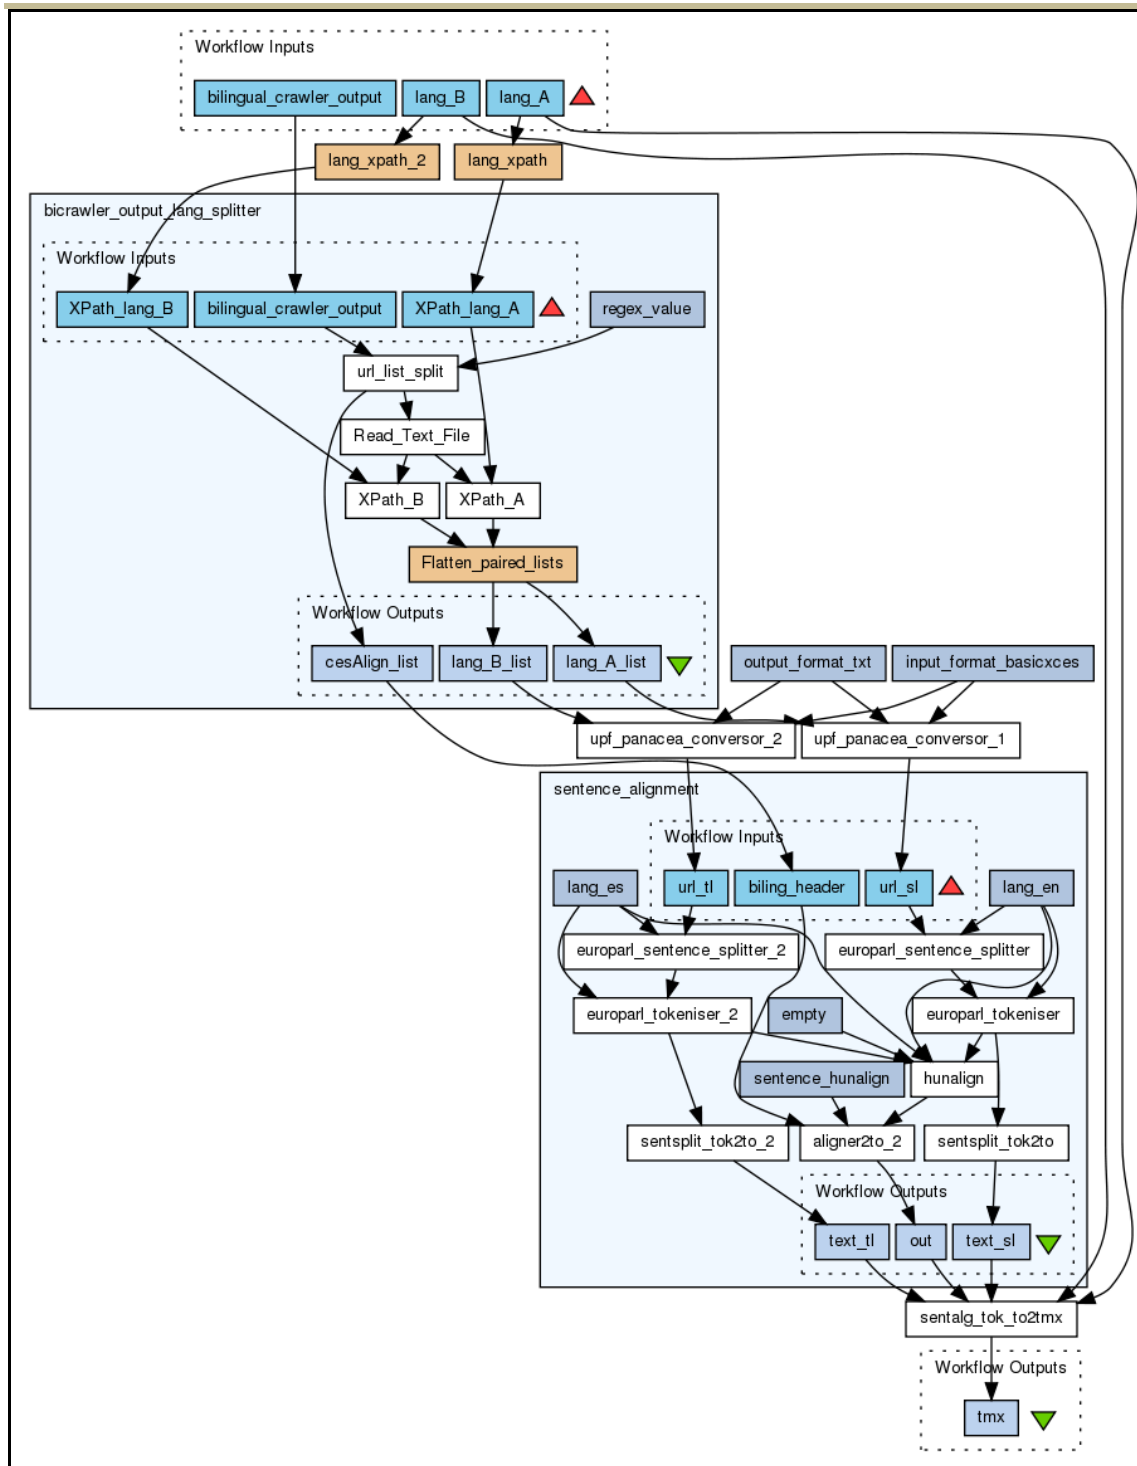 Workflow Inputs
bilingual_crawler_output lang_B lang_A
lang_xpath_2 lang_xpath
bicrawler_output_lang_splitter
Workflow Inputs
XPath_lang_B bilingual_crawler_output XPath_lang_A regex_value
url_list_split
Read_Text_File
XPath_B XPath_A
Flatten_paired_lists
Workflow Outputs
cesAlign_list lang_B_list lang_A_list output_format_txt input_format_basicxces
upf_panacea_conversor_2 upf_panacea_conversor_1
sentence_alignment
Workflow Inputs
lang_es url_tl biling_header url_sl lang_en
europarl_sentence_splitter_2 europarl_sentence_splitter
europarl_tokeniser_2 empty europarl_tokeniser
sentence_hunalign hunalign
sentsplit_tok2to_2 aligner2to_2 sentsplit_tok2to
Workflow Outputs
text_tl out text_sl
sentalg_tok_to2tmx
Workflow Outputs
tmx